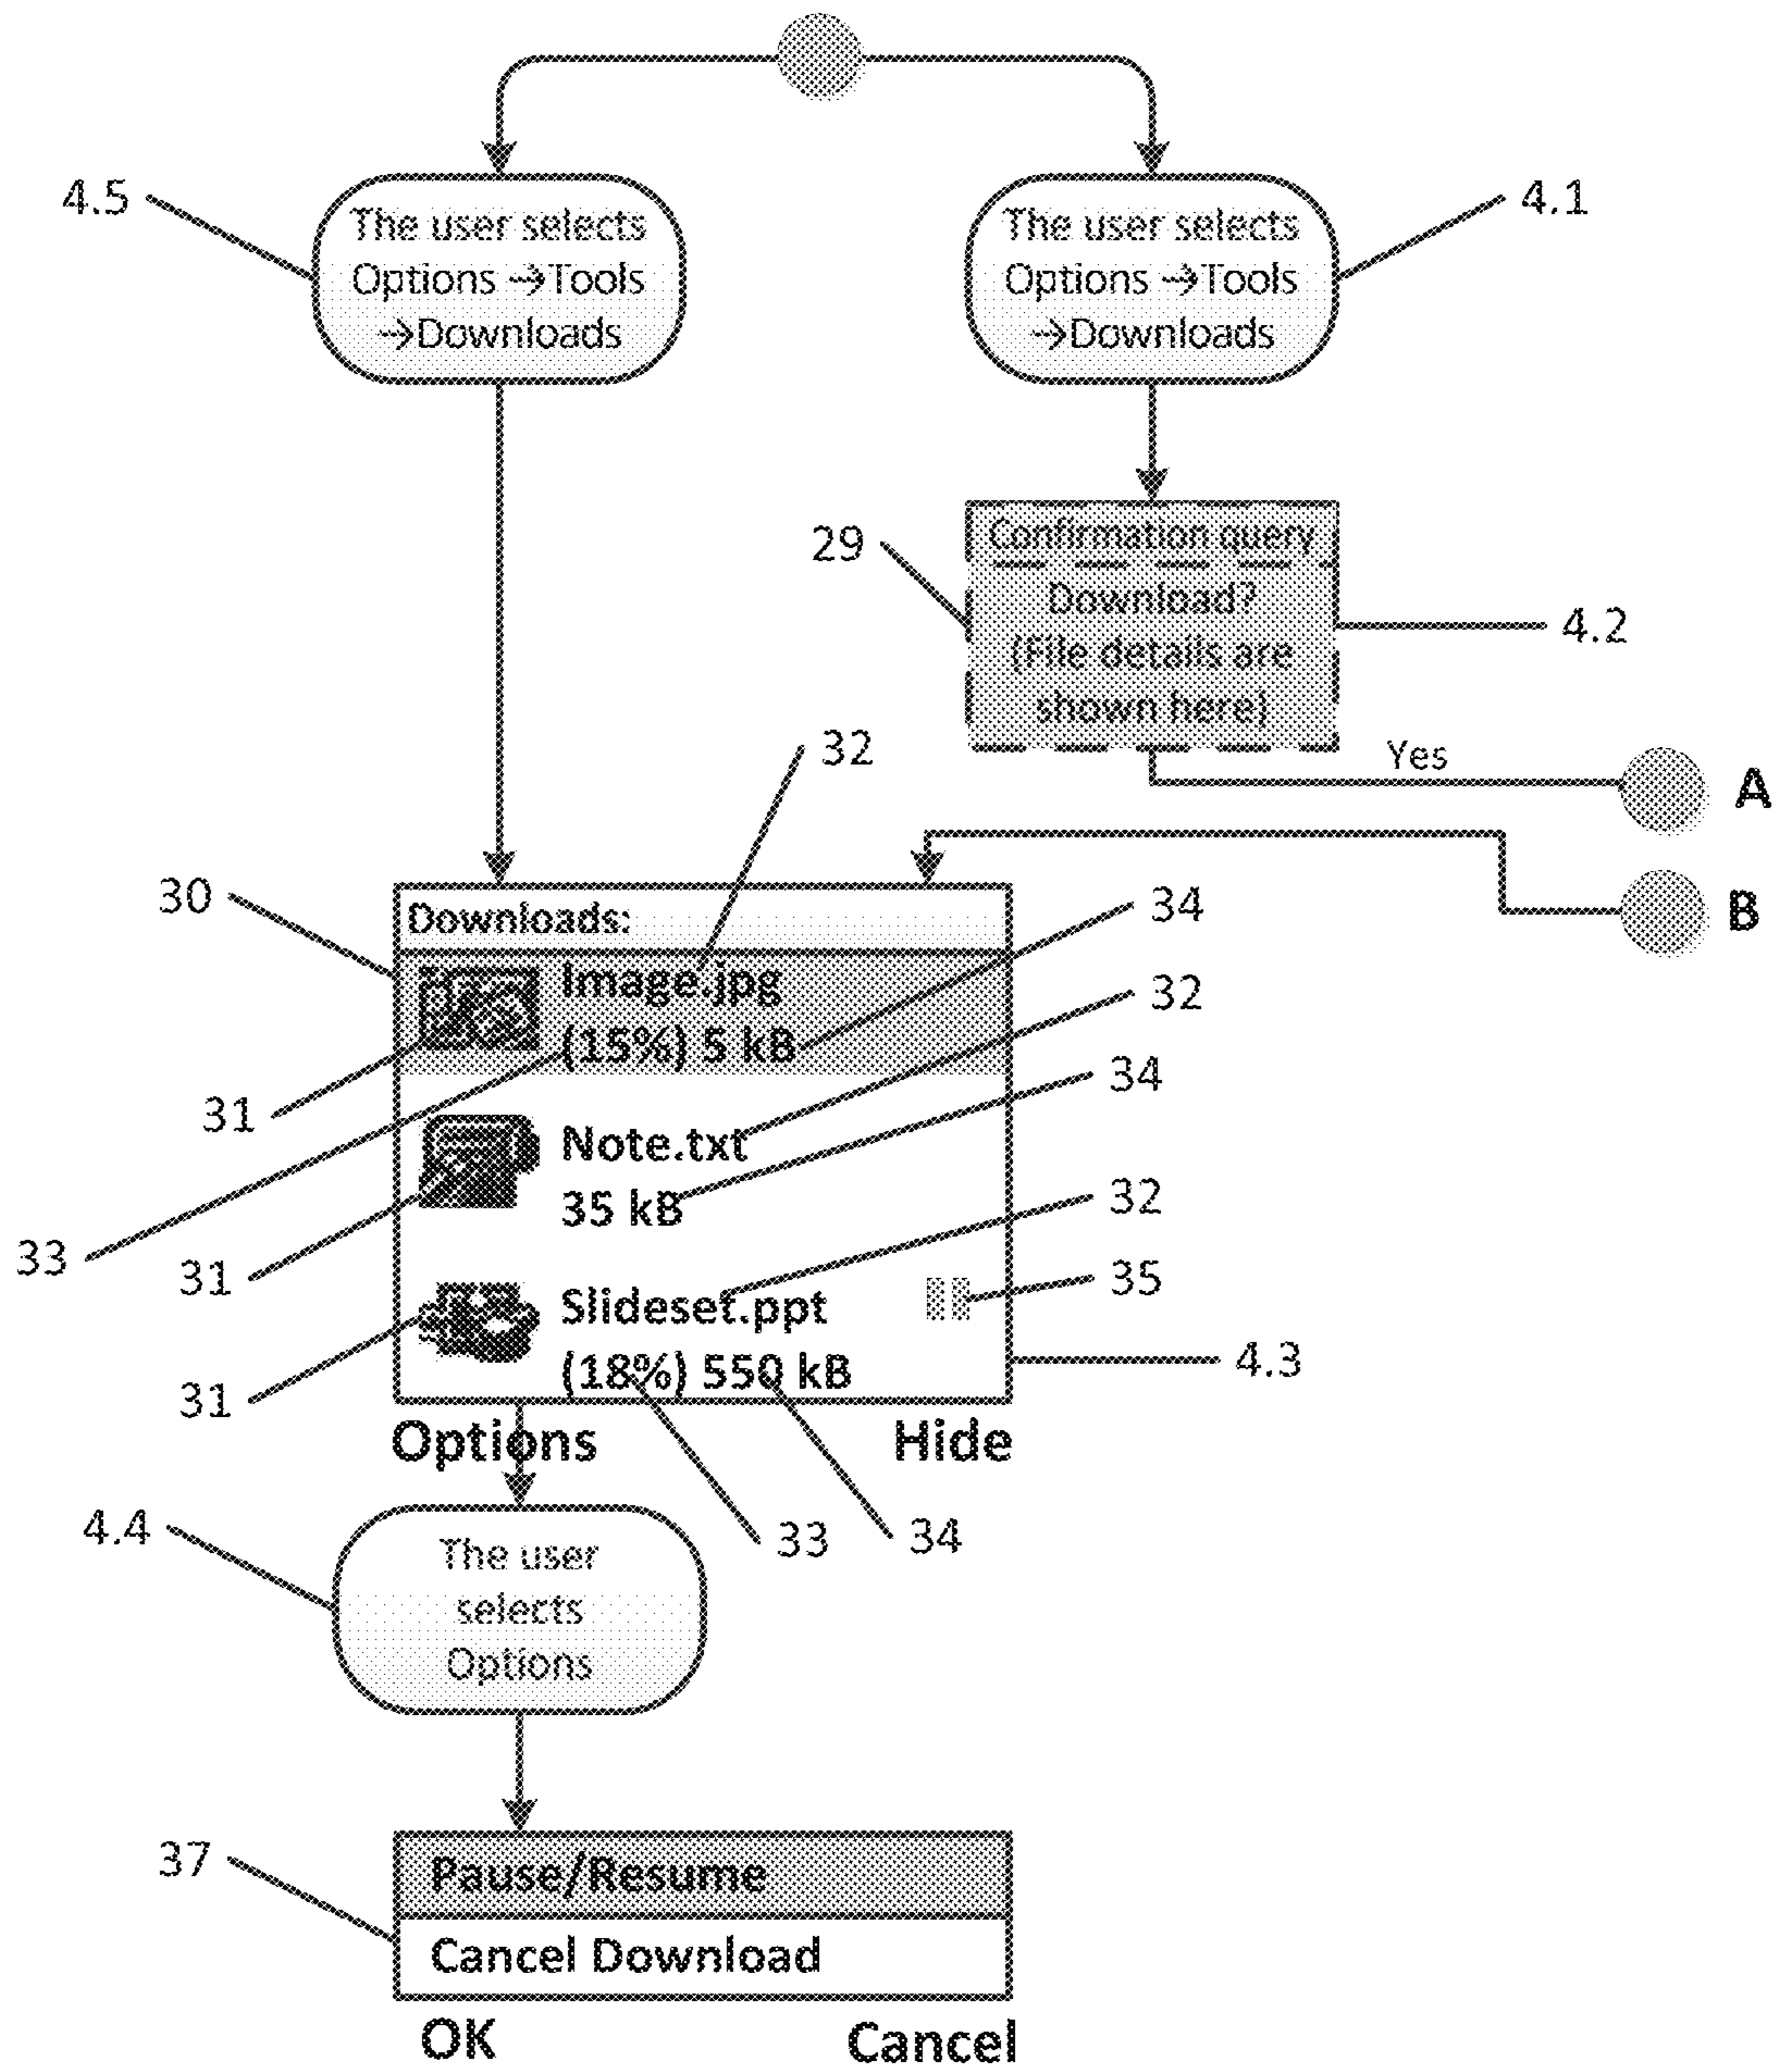 4.5
The user selects
Options →Tools
→Downloads
The user selects
Options →Tools
→Downloads
4.1
29
Confirmation query
Download?
(File details are
shown here)
4.2
Yes
A
B
32
30
Downloads:
34
Image.jpg
32
(15%) 5 kB
31
34
Note.txt
35 kB
32
33
31
35
Slideset.ppt
(18%) 550 kB
4.3
31
Options
Hide
4.4
33
34
The user
selects
Options
37
Pause/Resume
Cancel Download
OK
Cancel